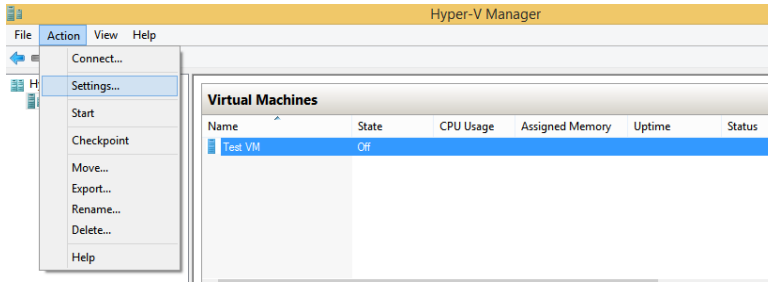 Hyper-V Manager
File Action View Help
Connect...
Settings...
Start
Checkpoint
Move...
Export...
Rename...
Delete...
Help
H
Virtual Machines
Name State CPU Usage Assigned Memory Uptime Status
Test VM Off